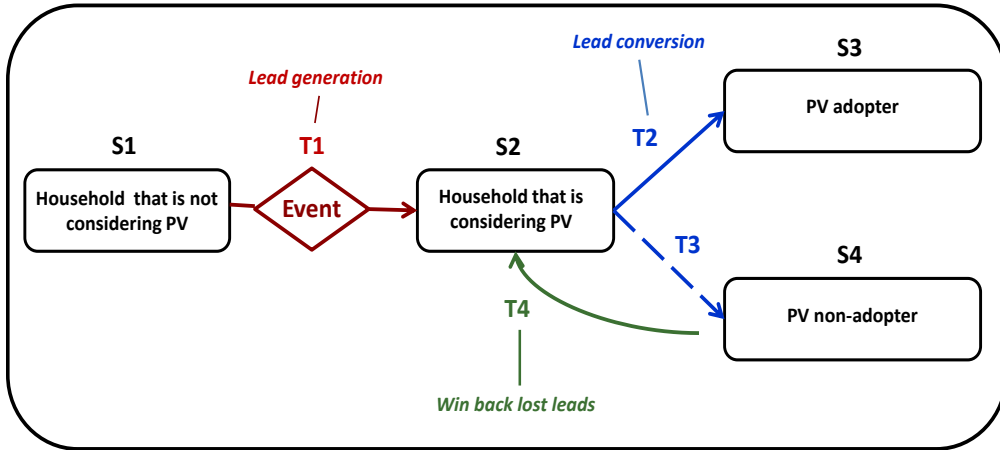 Lead generation
Lead conversion
S3
PV adopter
S1
T1
S2
T2
Household that is not
considering PV
Event
Household that is
considering PV
T3
S4
T4
PV non-adopter
Win back lost leads